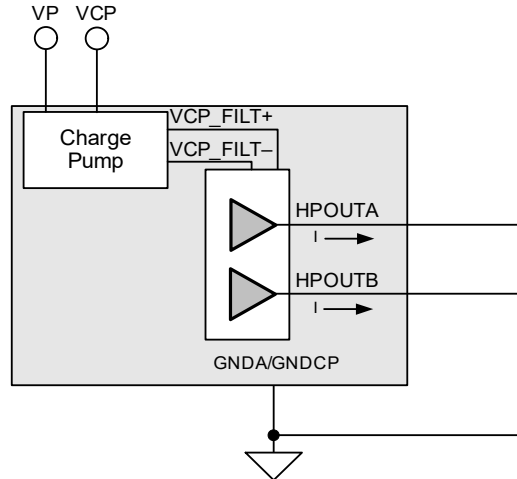 VP VCP
VCP_FILT+
Charge
Pump
VCP_FILT–
HPOUTA
I
HPOUTB
I
GNDA/GNDCP